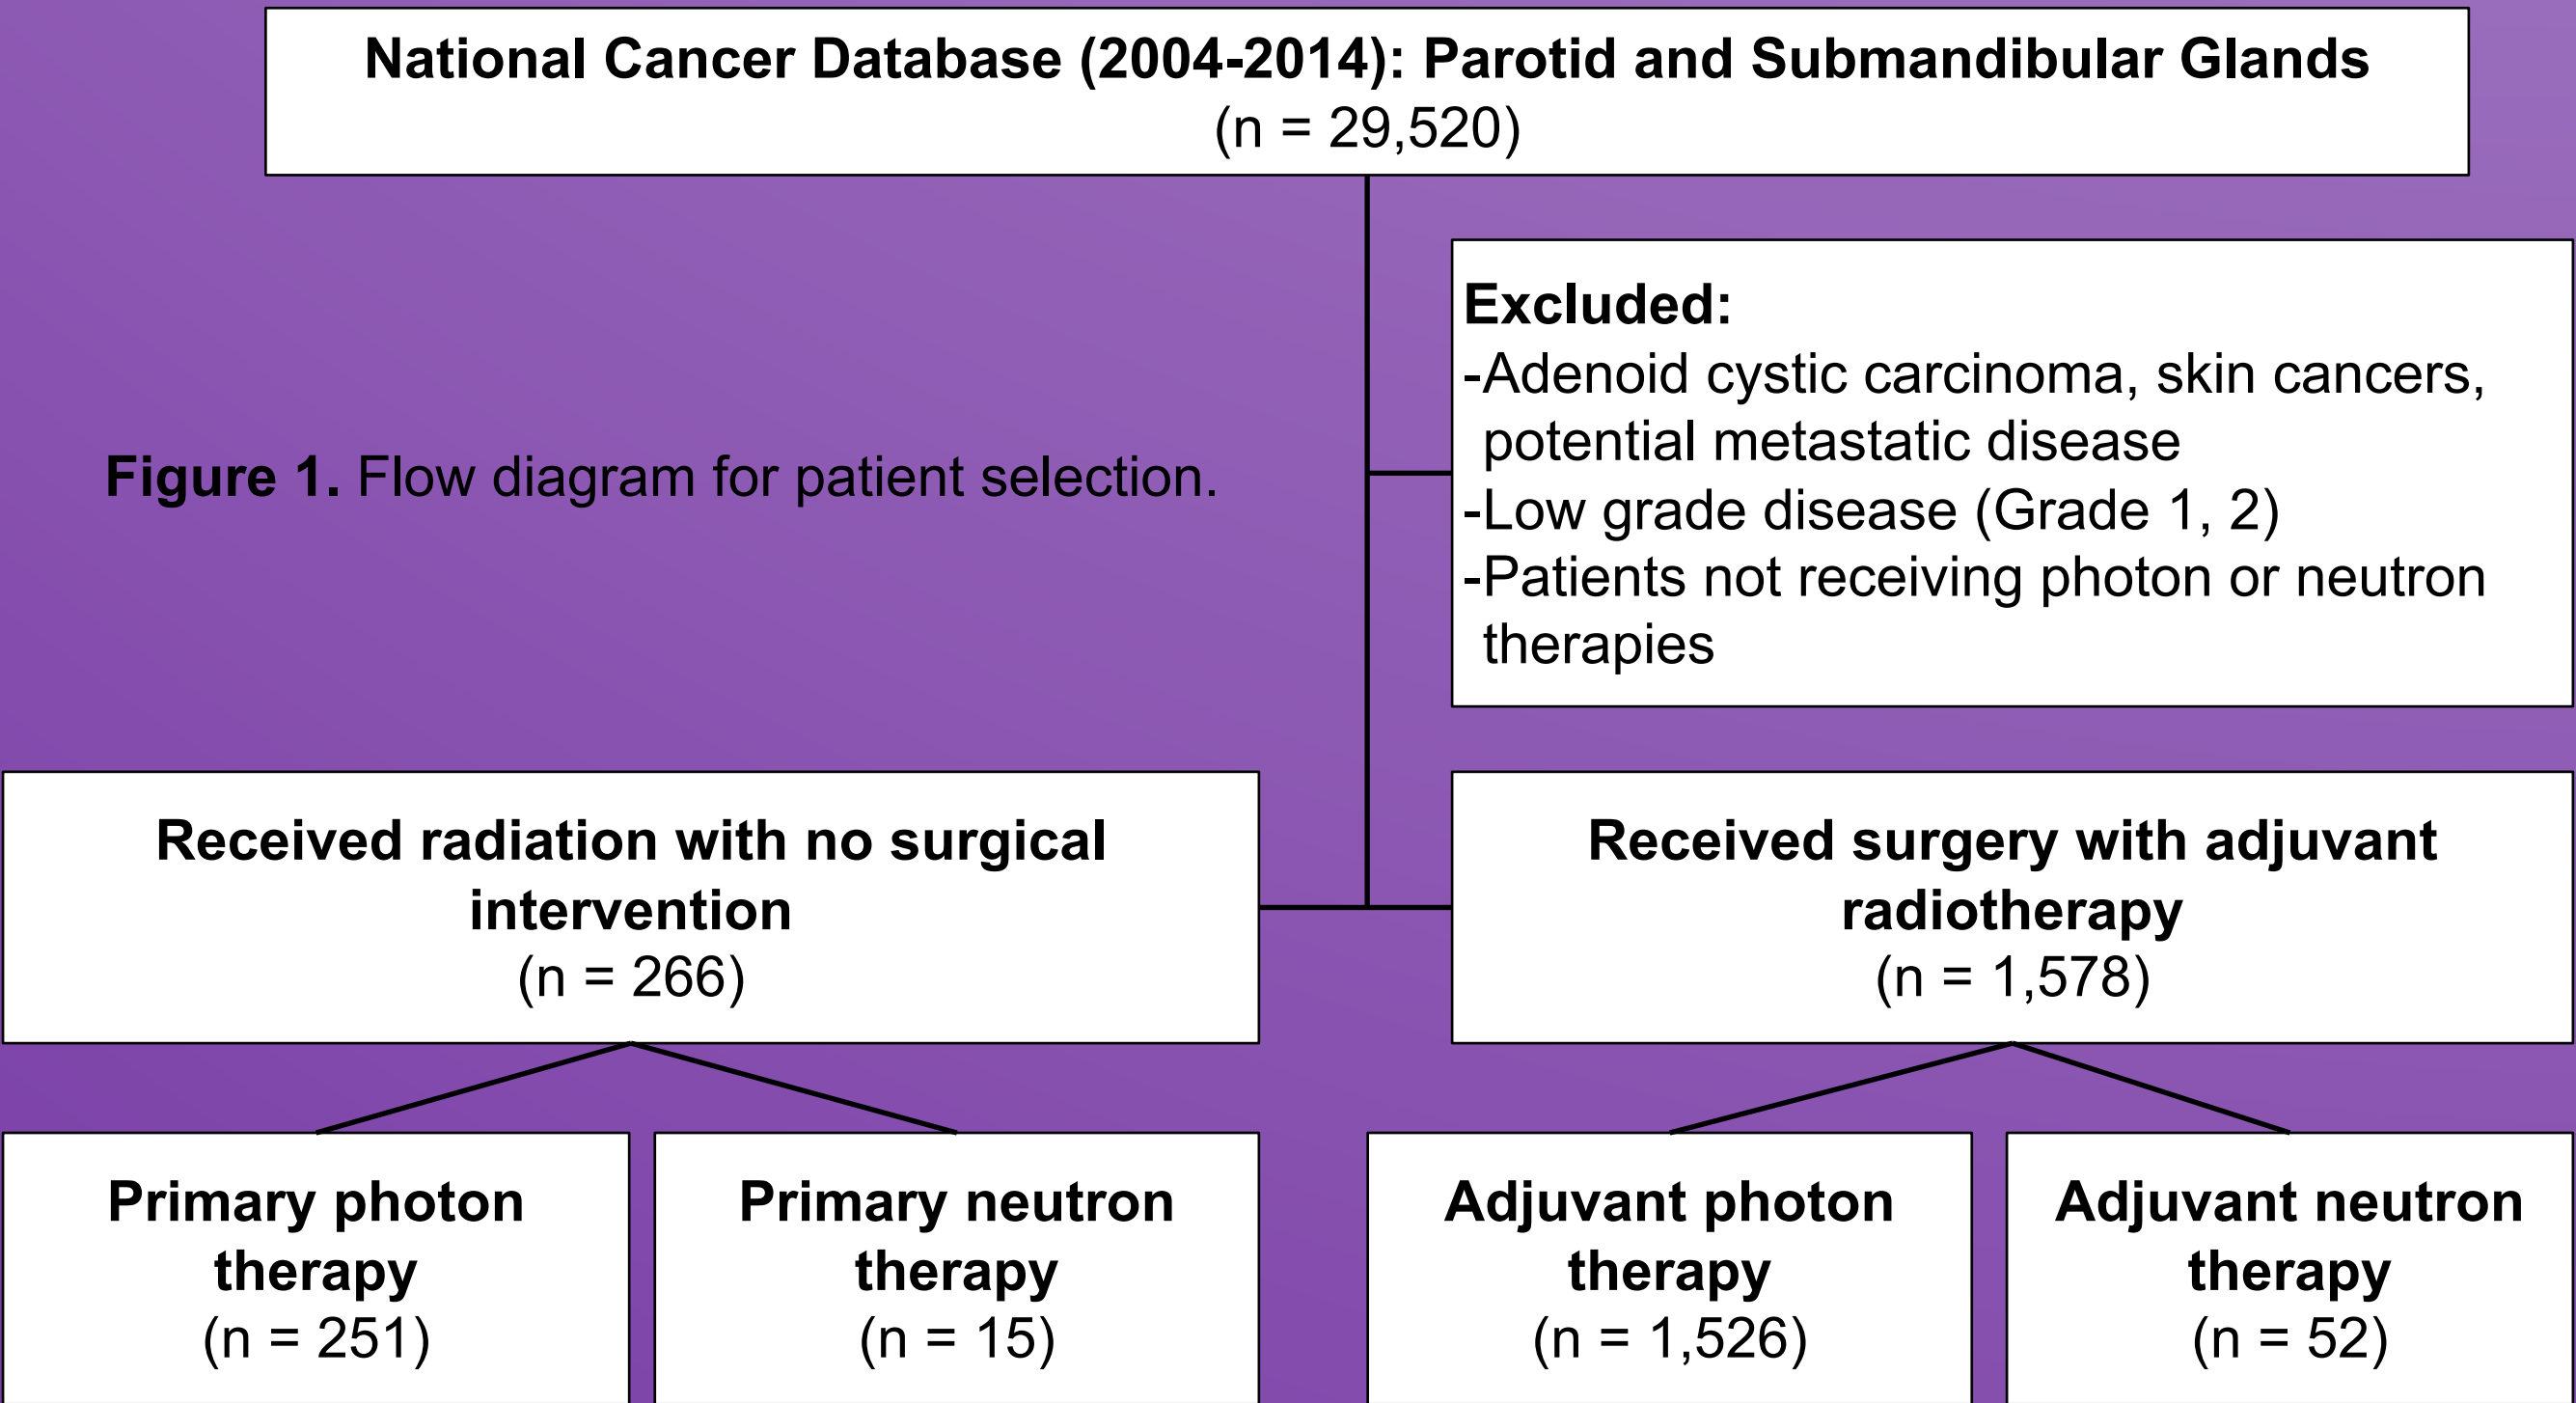 National Cancer Database (2004-2014): Parotid and Submandibular Glands
(n = 29,520)
Excluded:
-Adenoid cystic carcinoma, skin cancers,
potential metastatic disease
-Low grade disease (Grade 1, 2)
-Patients not receiving photon or neutron
therapies
Figure 1. Flow diagram for patient selection.
Received radiation with no surgical
intervention
(n = 266)
Received surgery with adjuvant
radiotherapy
(n = 1,578)
Primary photon
therapy
(n = 251)
Primary neutron
therapy
(n = 15)
Adjuvant photon
therapy
(n = 1,526)
Adjuvant neutron
therapy
(n = 52)